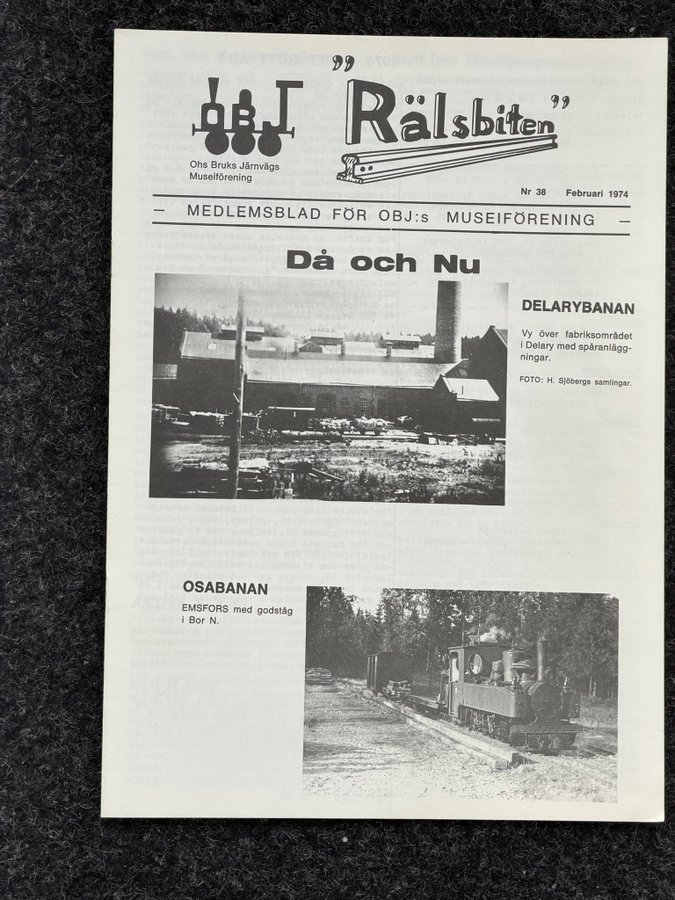 OBJ
Ohs Bruks Järnvägs
Museiförening
"Rälsbiten"
Nr 38 Februari 1974
— MEDLEMSBLAD FÖR OBJ:s MUSEIFÖRENING —
Då och Nu
DELARYBANAN
Vy över fabriksområdet
i Delary med spåranlägg-
ningar.
FOTO: H. Sjöbergs samlingar.
OSABANAN
EMSFORS med godståg
i Bor N.